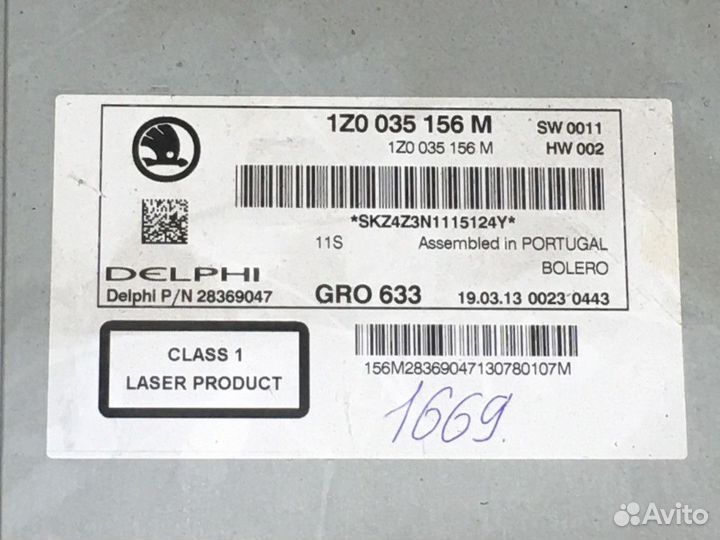 1Z0 035 156 M SW 0011
1Z0 035 156 M HW 002
*SKZ4Z3N1115124Y*
11S Assembled in PORTUGAL
DELPHI BOLERO
Delphi P/N 28369047 GRO 633 19.03.13 0023 0443
CLASS 1
LASER PRODUCT
156M28369047130780107M
1669.
Avito